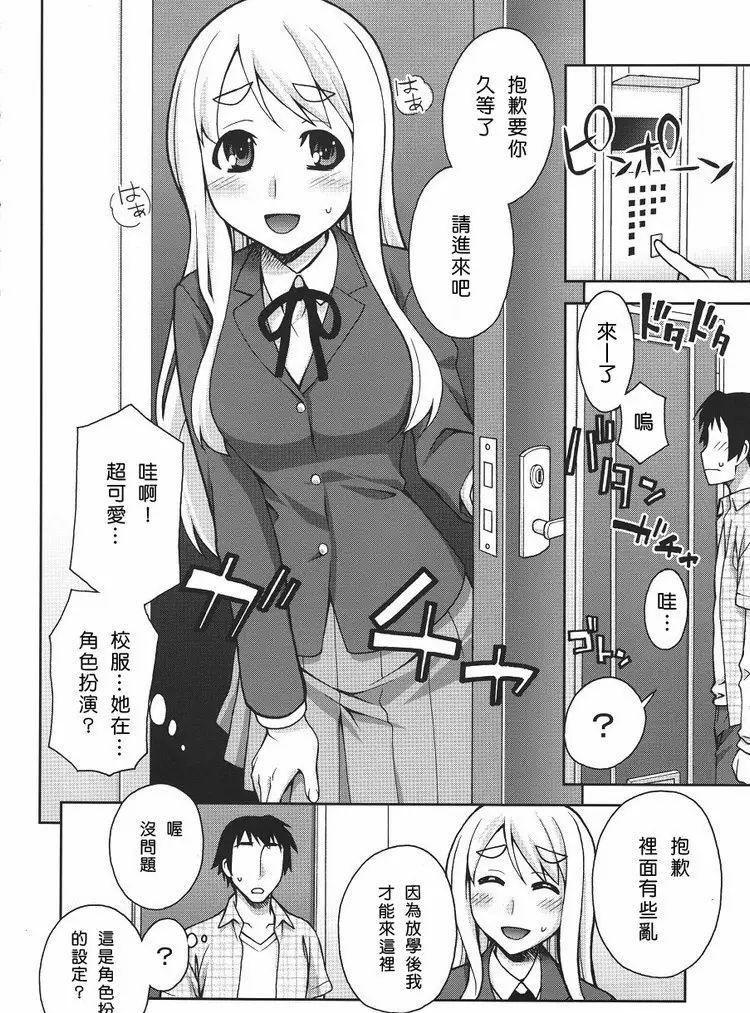 ピンポーン
ドタドタ
來ー了
嗚
バタン
ガチャ
哇…
ゴトン
？
抱歉要你
久等了
請進來吧
はぁ
はぁ
ガチャ
哇啊！
超可愛…
校服…她在…
角色扮演？
抱歉
裡面有些亂
因為放學後我
才能來這裡
喔
沒問題
？
這是角色扮
的設定？